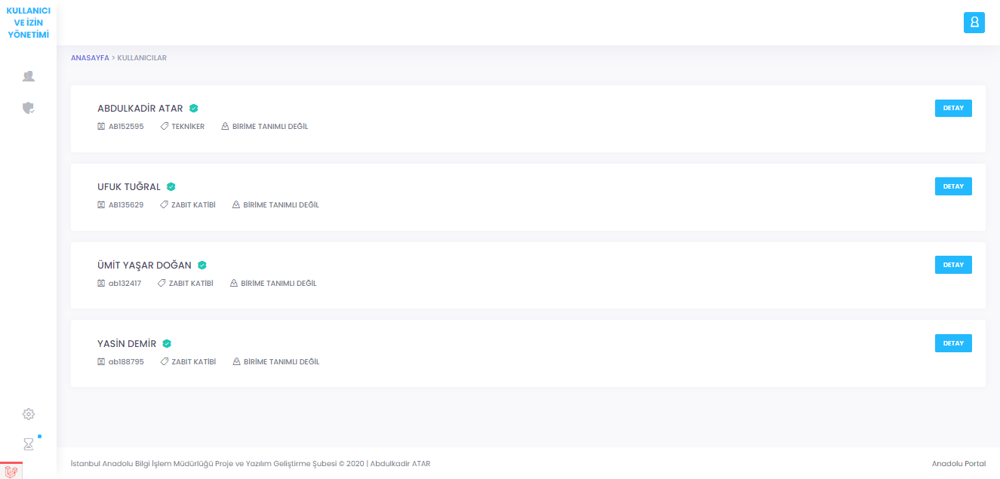 KULLANICI
VE İZİN
YÖNETİMİ
ANASAYFA > KULLANICILAR
ABDULKADİR ATAR
DETAY
AB152595 TEKNİKER BİRİME TANIMLI DEĞİL
UFUK TUĞRAL
DETAY
AB135629 ZABIT KATİBİ BİRİME TANIMLI DEĞİL
ÜMİT YAŞAR DOĞAN
DETAY
ab132417 ZABIT KATİBİ BİRİME TANIMLI DEĞİL
YASİN DEMİR
DETAY
ab188795 ZABIT KATİBİ BİRİME TANIMLI DEĞİL
İstanbul Anadolu Bilgi İşlem Müdürlüğü Proje ve Yazılım Geliştirme Şubesi © 2020 | Abdulkadir ATAR
Anadolu Portal